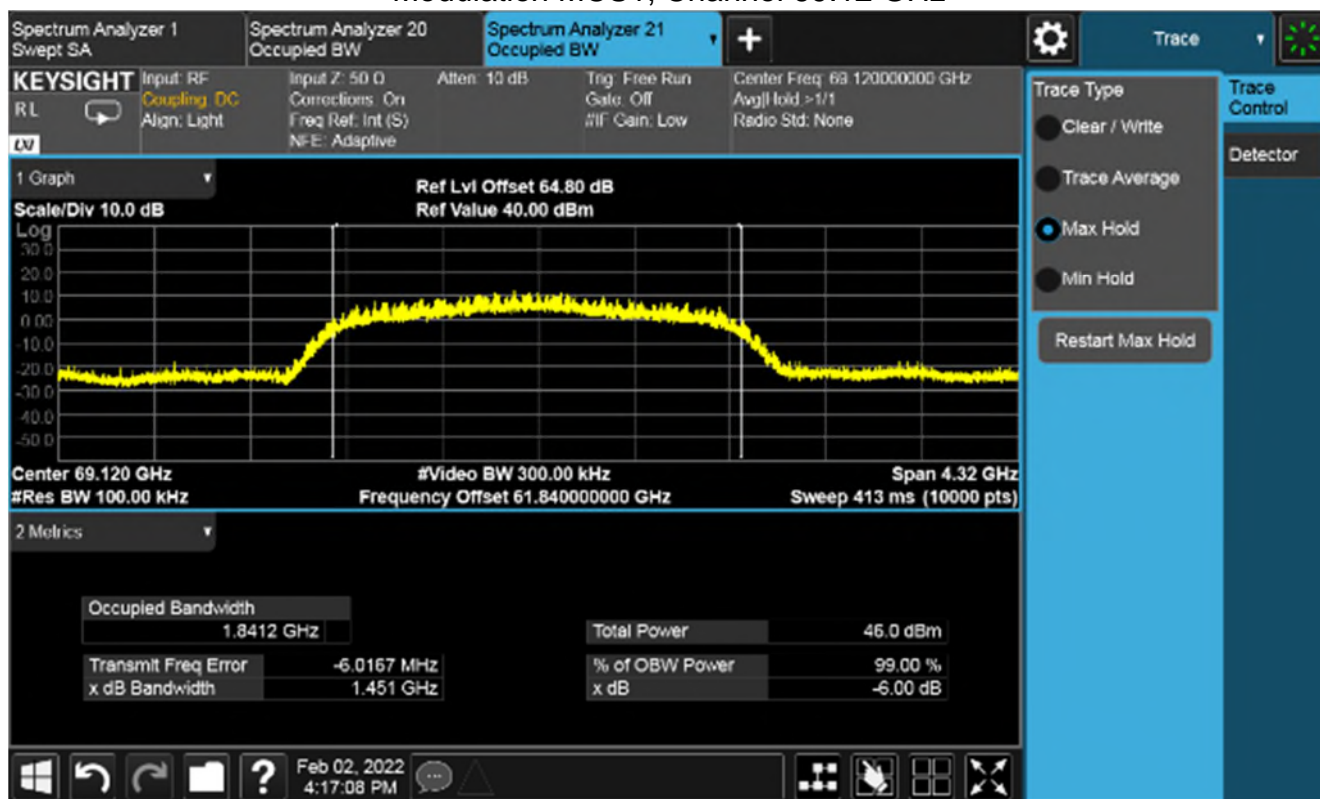 Spectrum Analyzer 1
Swept SA
Spectrum Analyzer 20
Occupied BW
Spectrum Analyzer 21
Occupied BW
Trace
KEYSIGHT
RL
LXI
Input: RF
Coupling: DC
Align: Light
Input Z: 50 Ω
Corrections: On
Freq Ref: Int (S)
NFE: Adaptive
Atten: 10 dB
Trig: Free Run
Gate: Off
#IF Gain: Low
Center Freq: 69.120000000 GHz
Avg|Hold:>1/1
Radio Std: None
Trace Type
Clear / Write
Trace Average
Max Hold
Min Hold
Restart Max Hold
Trace
Control
Detector
1 Graph
Scale/Div 10.0 dB
Ref Lvl Offset 64.80 dB
Ref Value 40.00 dBm
Log
30.0
20.0
10.0
0.00
-10.0
-20.0
-30.0
-40.0
-50.0
Center 69.120 GHz
#Video BW 300.00 kHz
Span 4.32 GHz
#Res BW 100.00 kHz
Frequency Offset 61.840000000 GHz
Sweep 413 ms (10000 pts)
2 Metrics
Occupied Bandwidth
1.8412 GHz
Total Power 46.0 dBm
Transmit Freq Error -6.0167 MHz
% of OBW Power 99.00 %
x dB Bandwidth 1.451 GHz
x dB -6.00 dB
Feb 02, 2022
4:17:08 PM